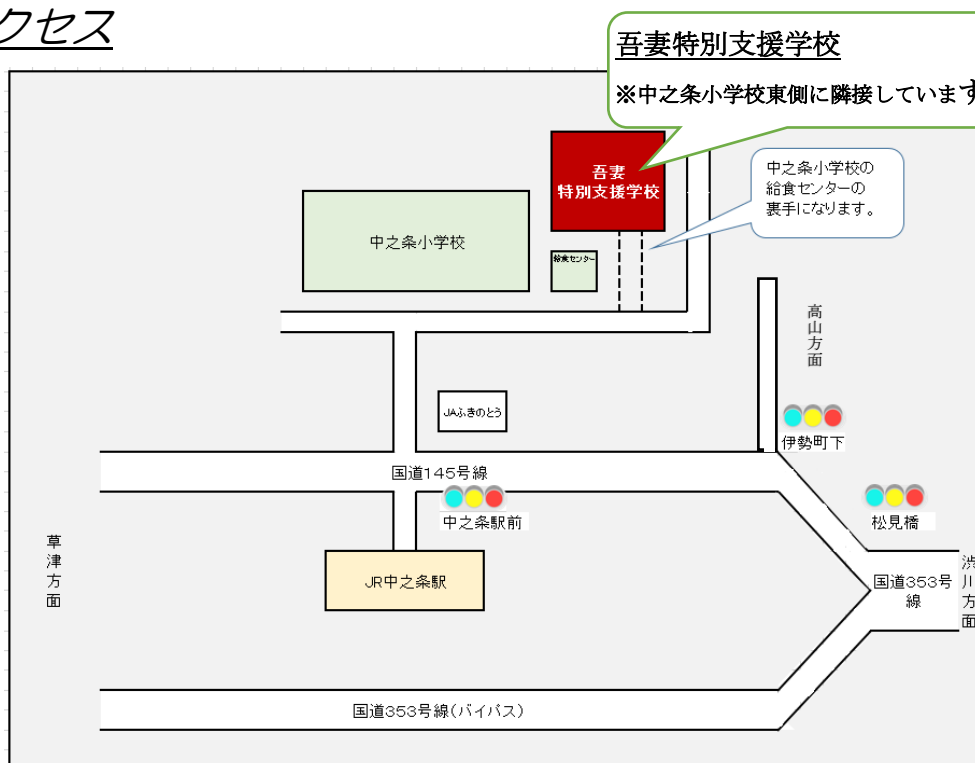 クセス
吾妻特別支援学校
※中之条小学校東側に隣接しています
吾妻
特別支援学校
中之条小学校の
給食センターの
裏手になります。
中之条小学校
給食センター
高山方面
JAふきのとう
伊勢町下
国道145号線
中之条駅前
松見橋
草津方面
JR中之条駅
国道353号
線
渋川方面
国道353号線(バイパス)